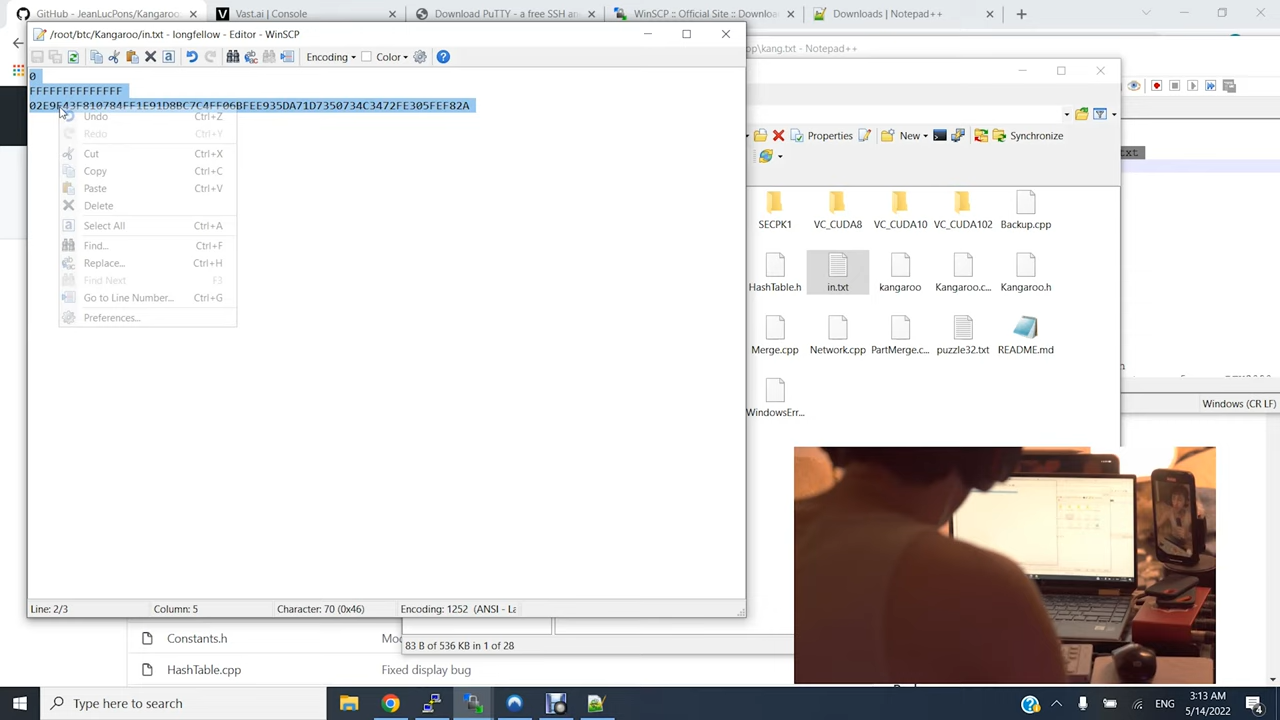 GitHub - JeanLucPons/Kangaroo:
Vast.ai | Console
Download PuTTY - a free SSH an
WinSCP :: Official Site :: Downloa
Downloads | Notepad++
/root/btc/Kangaroo/in.txt - longfellow - Editor - WinSCP
p\kang.txt - Notepad++
Encoding
Color
0
FFFFFFFFFFFFFF
02E9F43F810784FF1E91D8BC7C4FF06BFEE935DA71D7350734C3472FE305FEF82A
Undo Ctrl+Z
Redo Ctrl+Y
Cut Ctrl+X
Copy Ctrl+C
Paste Ctrl+V
Delete
Select All Ctrl+A
Find... Ctrl+F
Replace... Ctrl+H
Find Next F3
Go to Line Number... Ctrl+G
Preferences...
Properties
New
Synchronize
txt
SECPK1
VC_CUDA8
VC_CUDA10
VC_CUDA102
Backup.cpp
HashTable.h
in.txt
kangaroo
Kangaroo.c...
Kangaroo.h
Merge.cpp
Network.cpp
PartMerge.c...
puzzle32.txt
README.md
WindowsErr...
Windows (CR LF)
Line: 2/3
Column: 5
Character: 70 (0x46)
Encoding: 1252 (ANSI - La
Constants.h
83 B of 536 KB in 1 of 28
HashTable.cpp
Fixed display bug
Type here to search
ENG
3:13 AM
5/14/2022